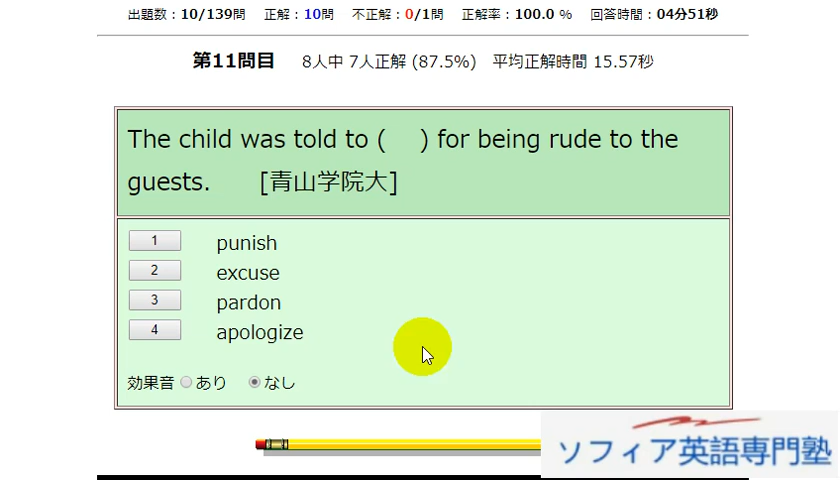 出題数：10/139問 正解：10問 不正解：0/1問 正解率：100.0 % 回答時間：04分51秒
第11問目 8人中 7人正解 (87.5%) 平均正解時間 15.57秒
The child was told to ( ) for being rude to the
guests. [青山学院大]
1 punish
2 excuse
3 pardon
4 apologize
効果音 あり なし
ソフィア英語専門塾